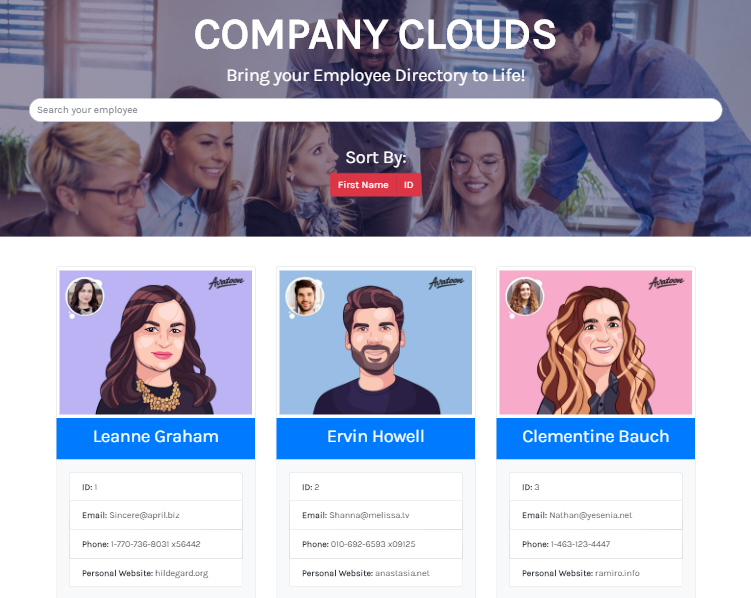 COMPANY CLOUDS
Bring your Employee Directory to Life!
Search your employee
Sort By:
First Name ID
Avatoon
Avatoon
Avatoon
Leanne Graham
Ervin Howell
Clementine Bauch
ID: 1
Email: Sincere@april.biz
Phone: 1-770-736-8031 x56442
Personal Website: hildegard.org
ID: 2
Email: Shanna@melissa.tv
Phone: 010-692-6593 x09125
Personal Website: anastasia.net
ID: 3
Email: Nathan@yesenia.net
Phone: 1-463-123-4447
Personal Website: ramiro.info